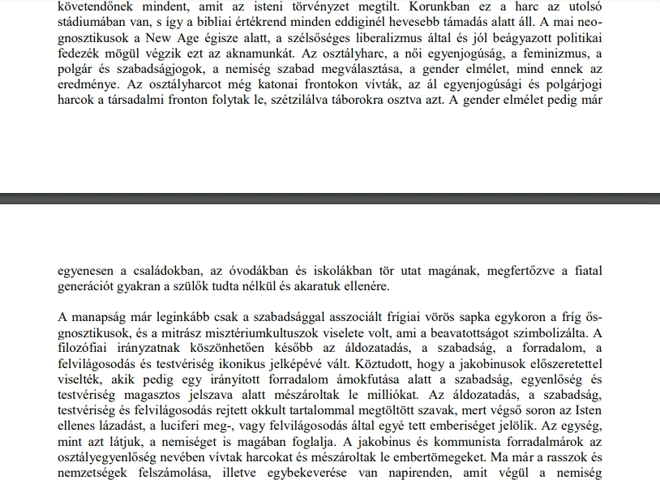 követendőnek mindent, amit az isteni törvényzet megtilt. Korunkban ez a harc az utolsó
stádiumában van, s így a bibliai értékrend minden eddiginél hevesebb támadás alatt áll. A mai neo-
gnosztikusok a New Age égisze alatt, a szélsőséges liberalizmus által és jól beágyazott politikai
fedezék mögül végzik ezt az aknamunkát. Az osztályharc, a női egyenjogúság, a feminizmus, a
polgár és szabadságjogok, a nemiség szabad megválasztása, a gender elmélet, mind ennek az
eredménye. Az osztályharcot még katonai frontokon vívták, az ál egyenjogúsági és polgárjogi
harcok a társadalmi fronton folytak le, szétzilálva táborokra osztva azt. A gender elmélet pedig már
egyenesen a családokban, az óvodákban és iskolákban tör utat magának, megfertőzve a fiatal
generációt gyakran a szülők tudta nélkül és akaratuk ellenére.
A manapság már leginkább csak a szabadsággal asszociált frígiai vörös sapka egykoron a fríg ős-
gnosztikusok, és a mitrász misztériumkultuszok viselete volt, ami a beavatottságot szimbolizálta. A
filozófiai irányzatnak köszönhetően később az áldozatadás, a szabadság, a forradalom, a
felvilágosodás és testvériség ikonikus jelképévé vált. Köztudott, hogy a jakobinusok előszeretettel
viselték, akik pedig egy irányított forradalom ámokfutása alatt a szabadság, egyenlőség és
testvériség magasztos jelszava alatt mészároltak le milliókat. Az áldozatadás, a szabadság,
testvériség és felvilágosodás rejtett okkult tartalommal megtöltött szavak, mert végső soron az Isten
ellenes lázadást, a luciferi meg-, vagy felvilágosodás által egyé tett emberiséget jelölik. Az egység,
mint azt látjuk, a nemiséget is magában foglalja. A jakobinus és kommunista forradalmárok az
osztályegyenlőség nevében vívtak harcokat és mészároltak le embertömegeket. Ma már a rasszok és
nemzetségek felszámolása, illetve egybekeverése van napirenden, amit végül a nemiség